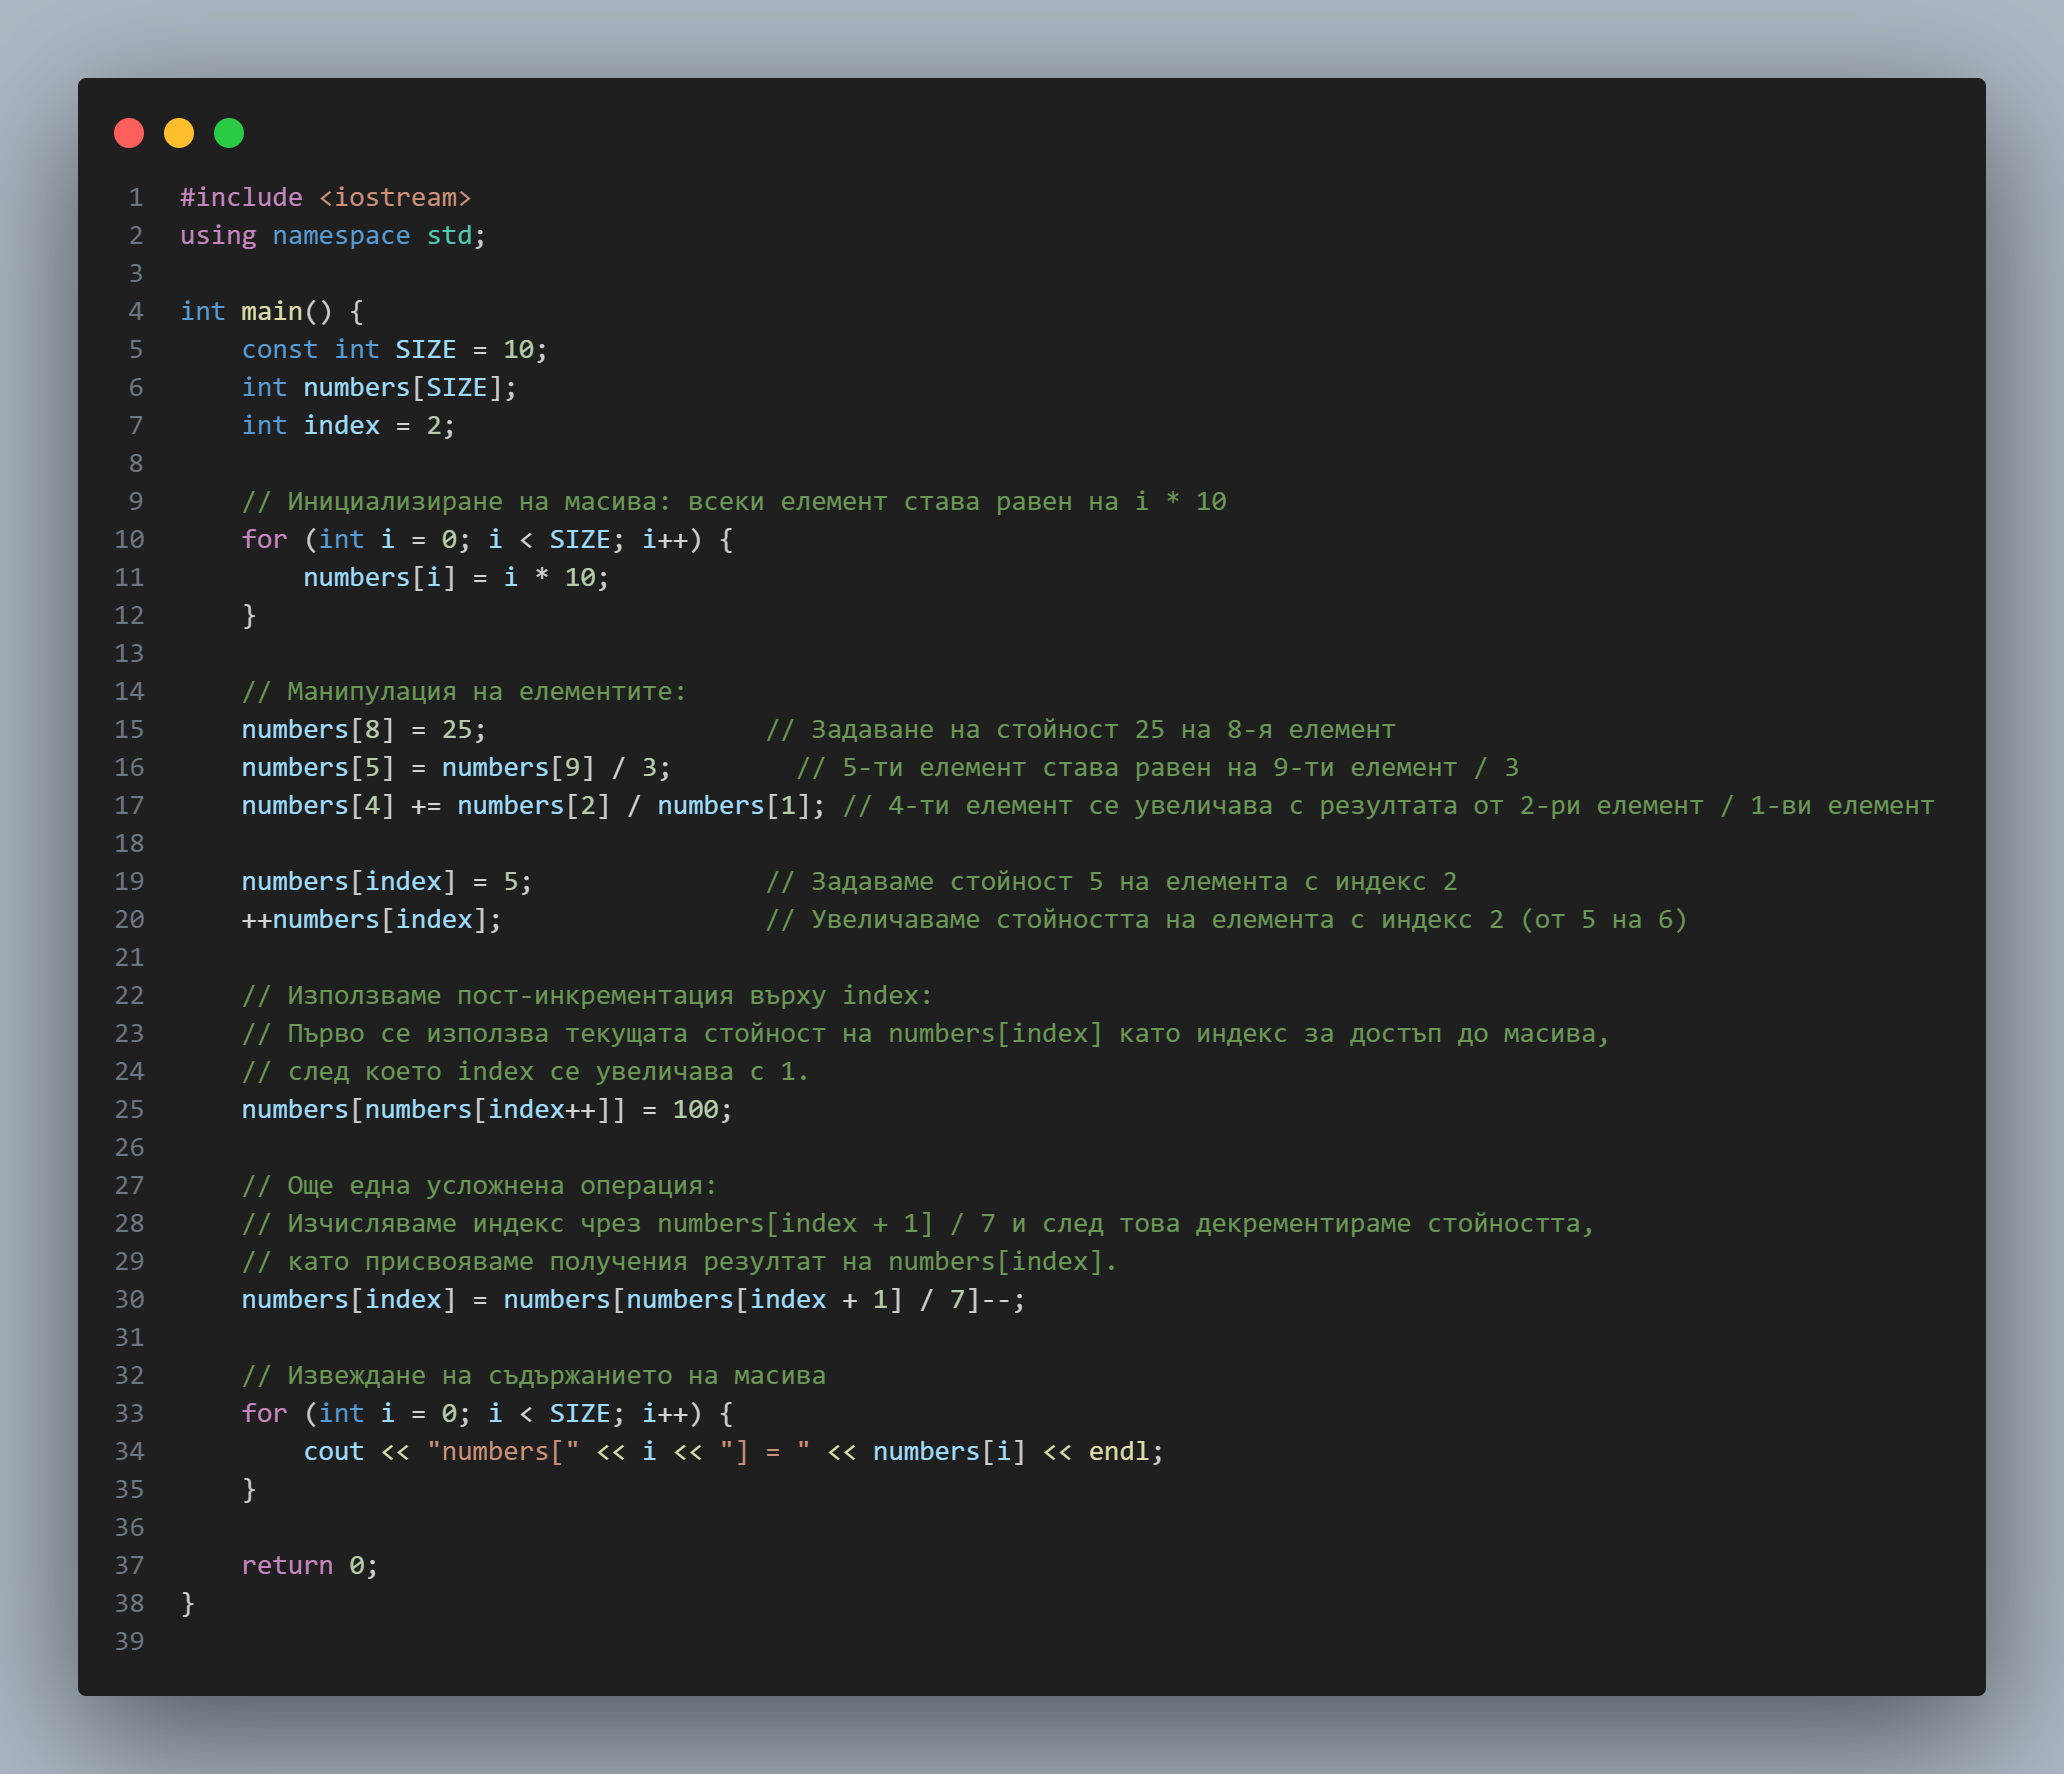 1 #include <iostream>
2 using namespace std;
3
4 int main() {
5     const int SIZE = 10;
6     int numbers[SIZE];
7     int index = 2;
8
9     // Инициализиране на масива: всеки елемент става равен на i * 10
10     for (int i = 0; i < SIZE; i++) {
11         numbers[i] = i * 10;
12     }
13
14     // Манипулация на елементите:
15     numbers[8] = 25;                  // Задаване на стойност 25 на 8-я елемент
16     numbers[5] = numbers[9] / 3;        // 5-ти елемент става равен на 9-ти елемент / 3
17     numbers[4] += numbers[2] / numbers[1]; // 4-ти елемент се увеличава с резултата от 2-ри елемент / 1-ви елемент
18
19     numbers[index] = 5;               // Задаваме стойност 5 на елемента с индекс 2
20     ++numbers[index];                 // Увеличаваме стойността на елемента с индекс 2 (от 5 на 6)
21
22     // Използваме пост-инкрементация върху index:
23     // Първо се използва текущата стойност на numbers[index] като индекс за достъп до масива,
24     // след което index се увеличава с 1.
25     numbers[numbers[index++]] = 100;
26
27     // Още една усложнена операция:
28     // Изчисляваме индекс чрез numbers[index + 1] / 7 и след това декрементираме стойността,
29     // като присвояваме получения резултат на numbers[index].
30     numbers[index] = numbers[numbers[index + 1] / 7]--;
31
32     // Извеждане на съдържанието на масива
33     for (int i = 0; i < SIZE; i++) {
34         cout << "numbers[" << i << "] = " << numbers[i] << endl;
35     }
36
37     return 0;
38 }
39